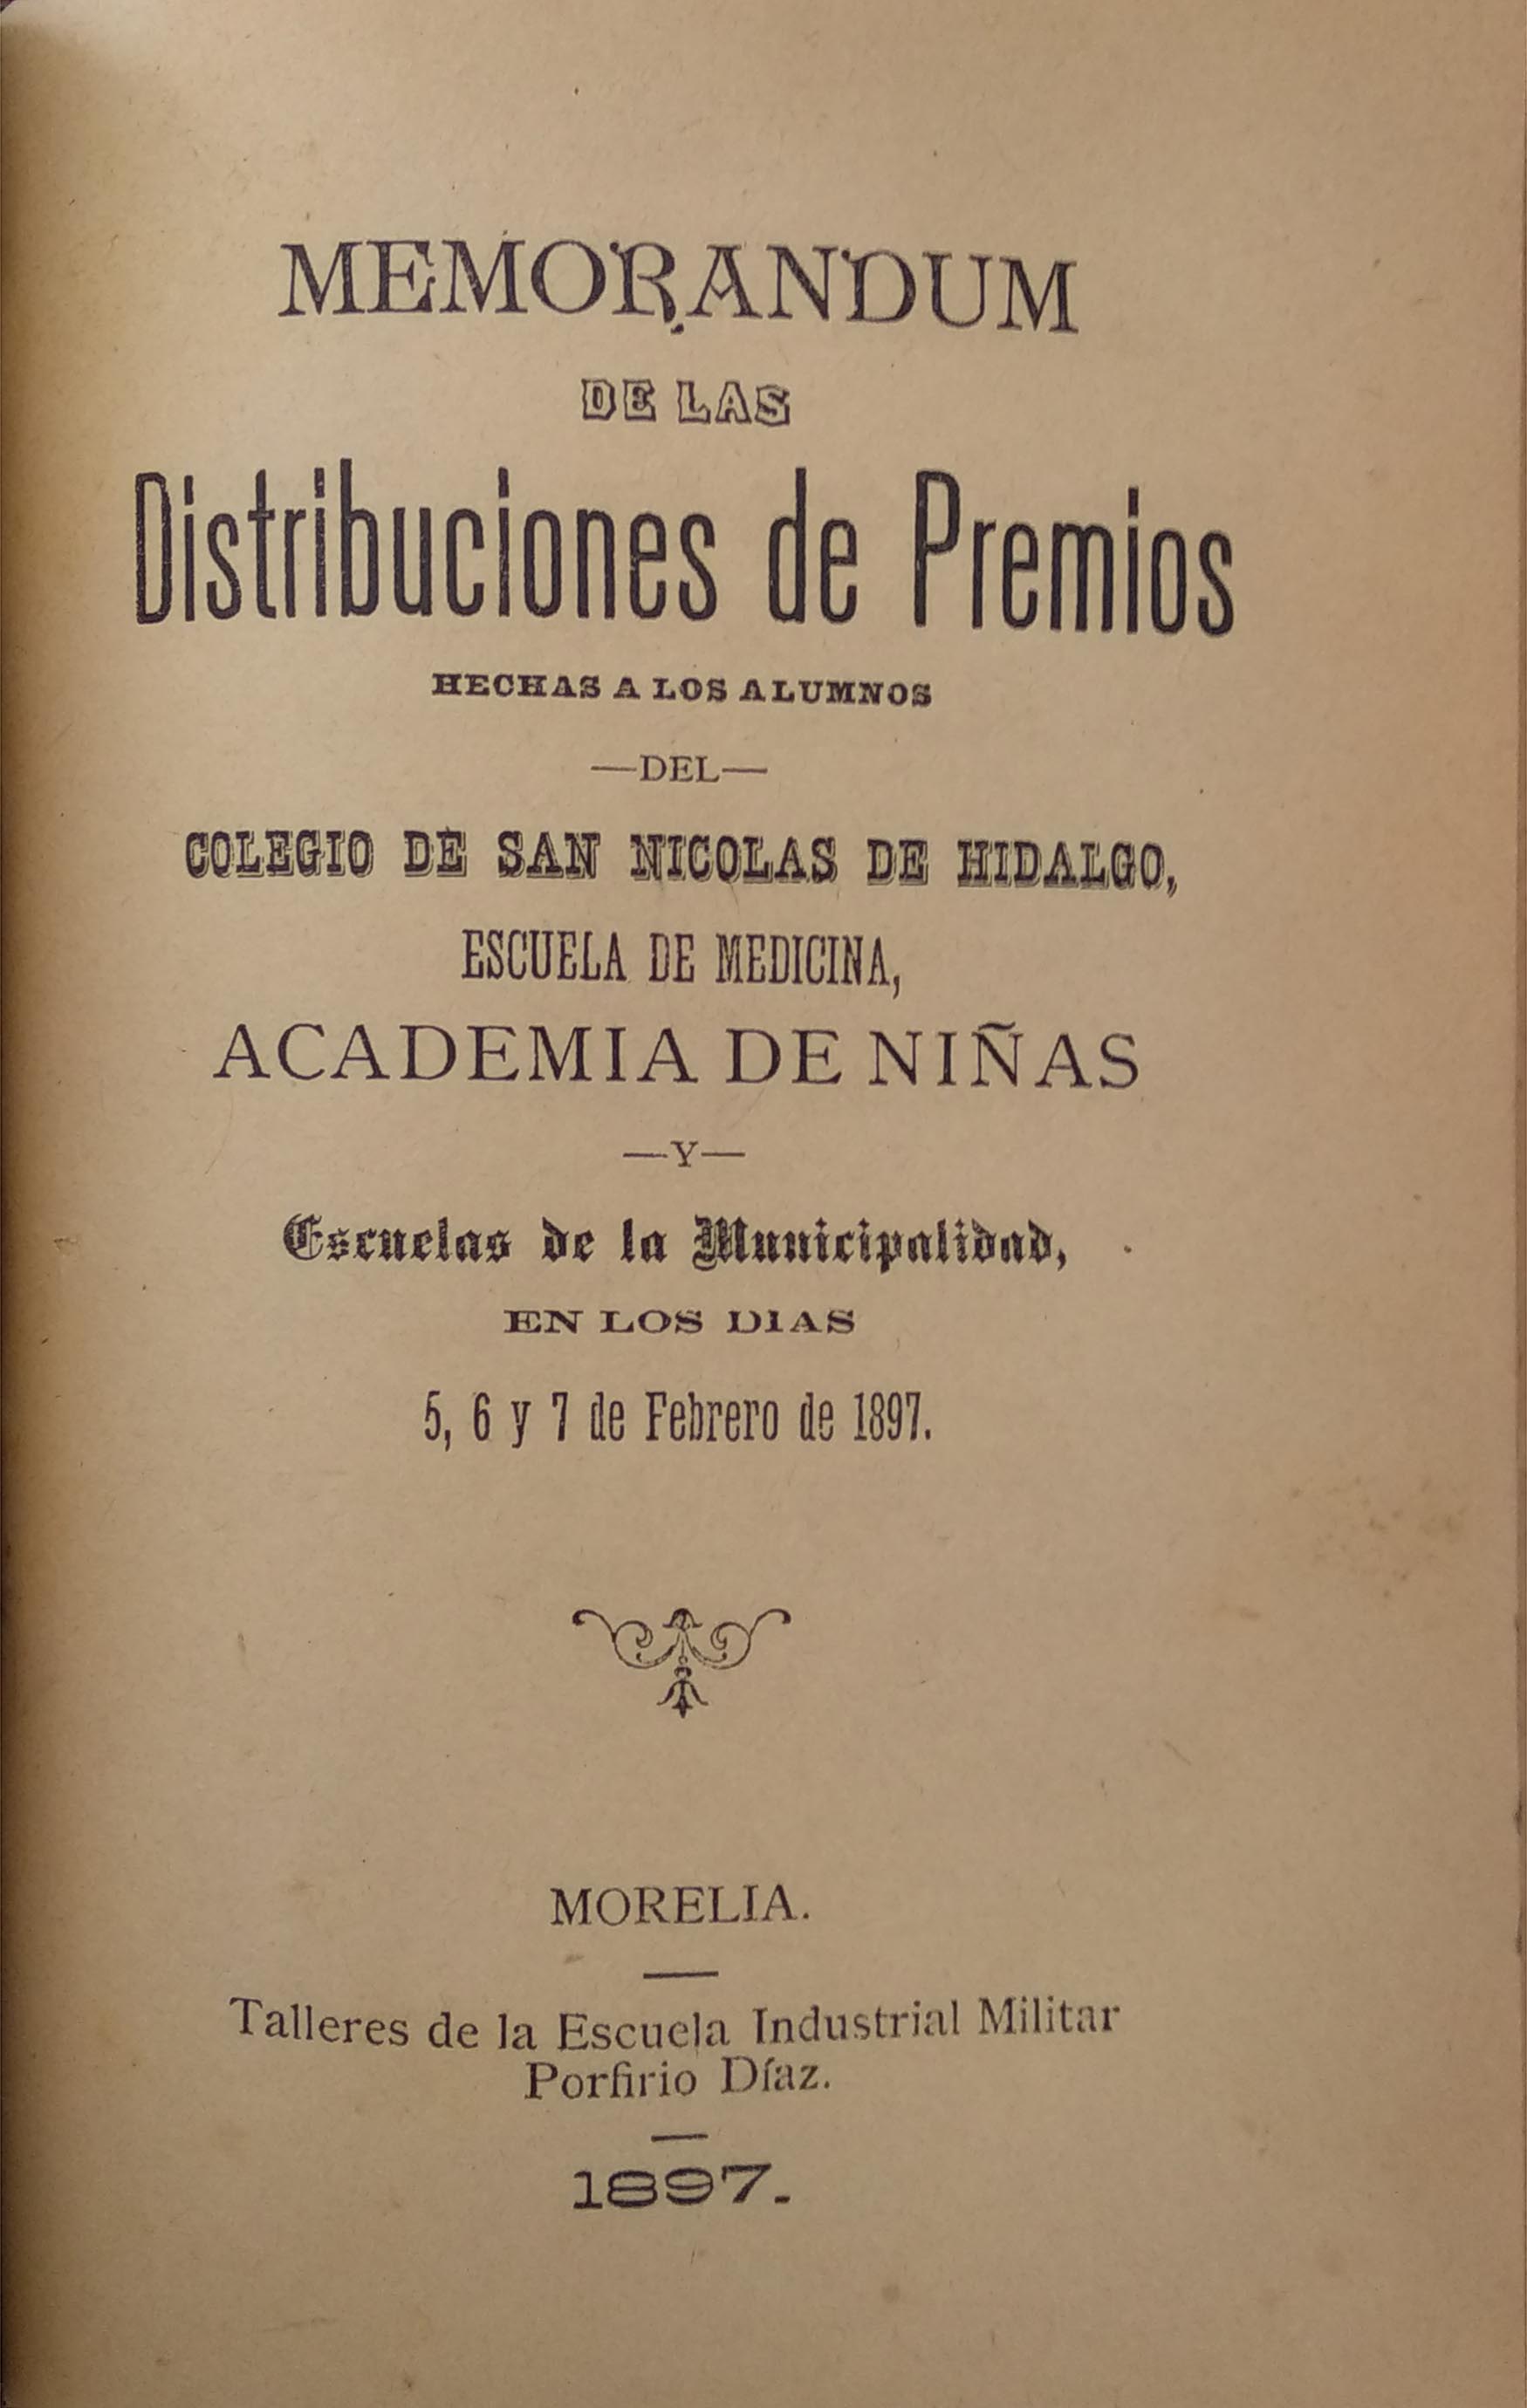 MEMORANDUM
DE LAS
Distribuciones de Premios
HECHAS A LOS ALUMNOS
—DEL—
COLEGIO DE SAN NICOLAS DE HIDALGO,
ESCUELA DE MEDICINA,
ACADEMIA DE NIÑAS
—Y—
Escuelas de la Municipalidad,
EN LOS DIAS
5, 6 y 7 de Febrero de 1897.
MORELIA.
Talleres de la Escuela Industrial Militar
Porfirio Díaz.
1897.